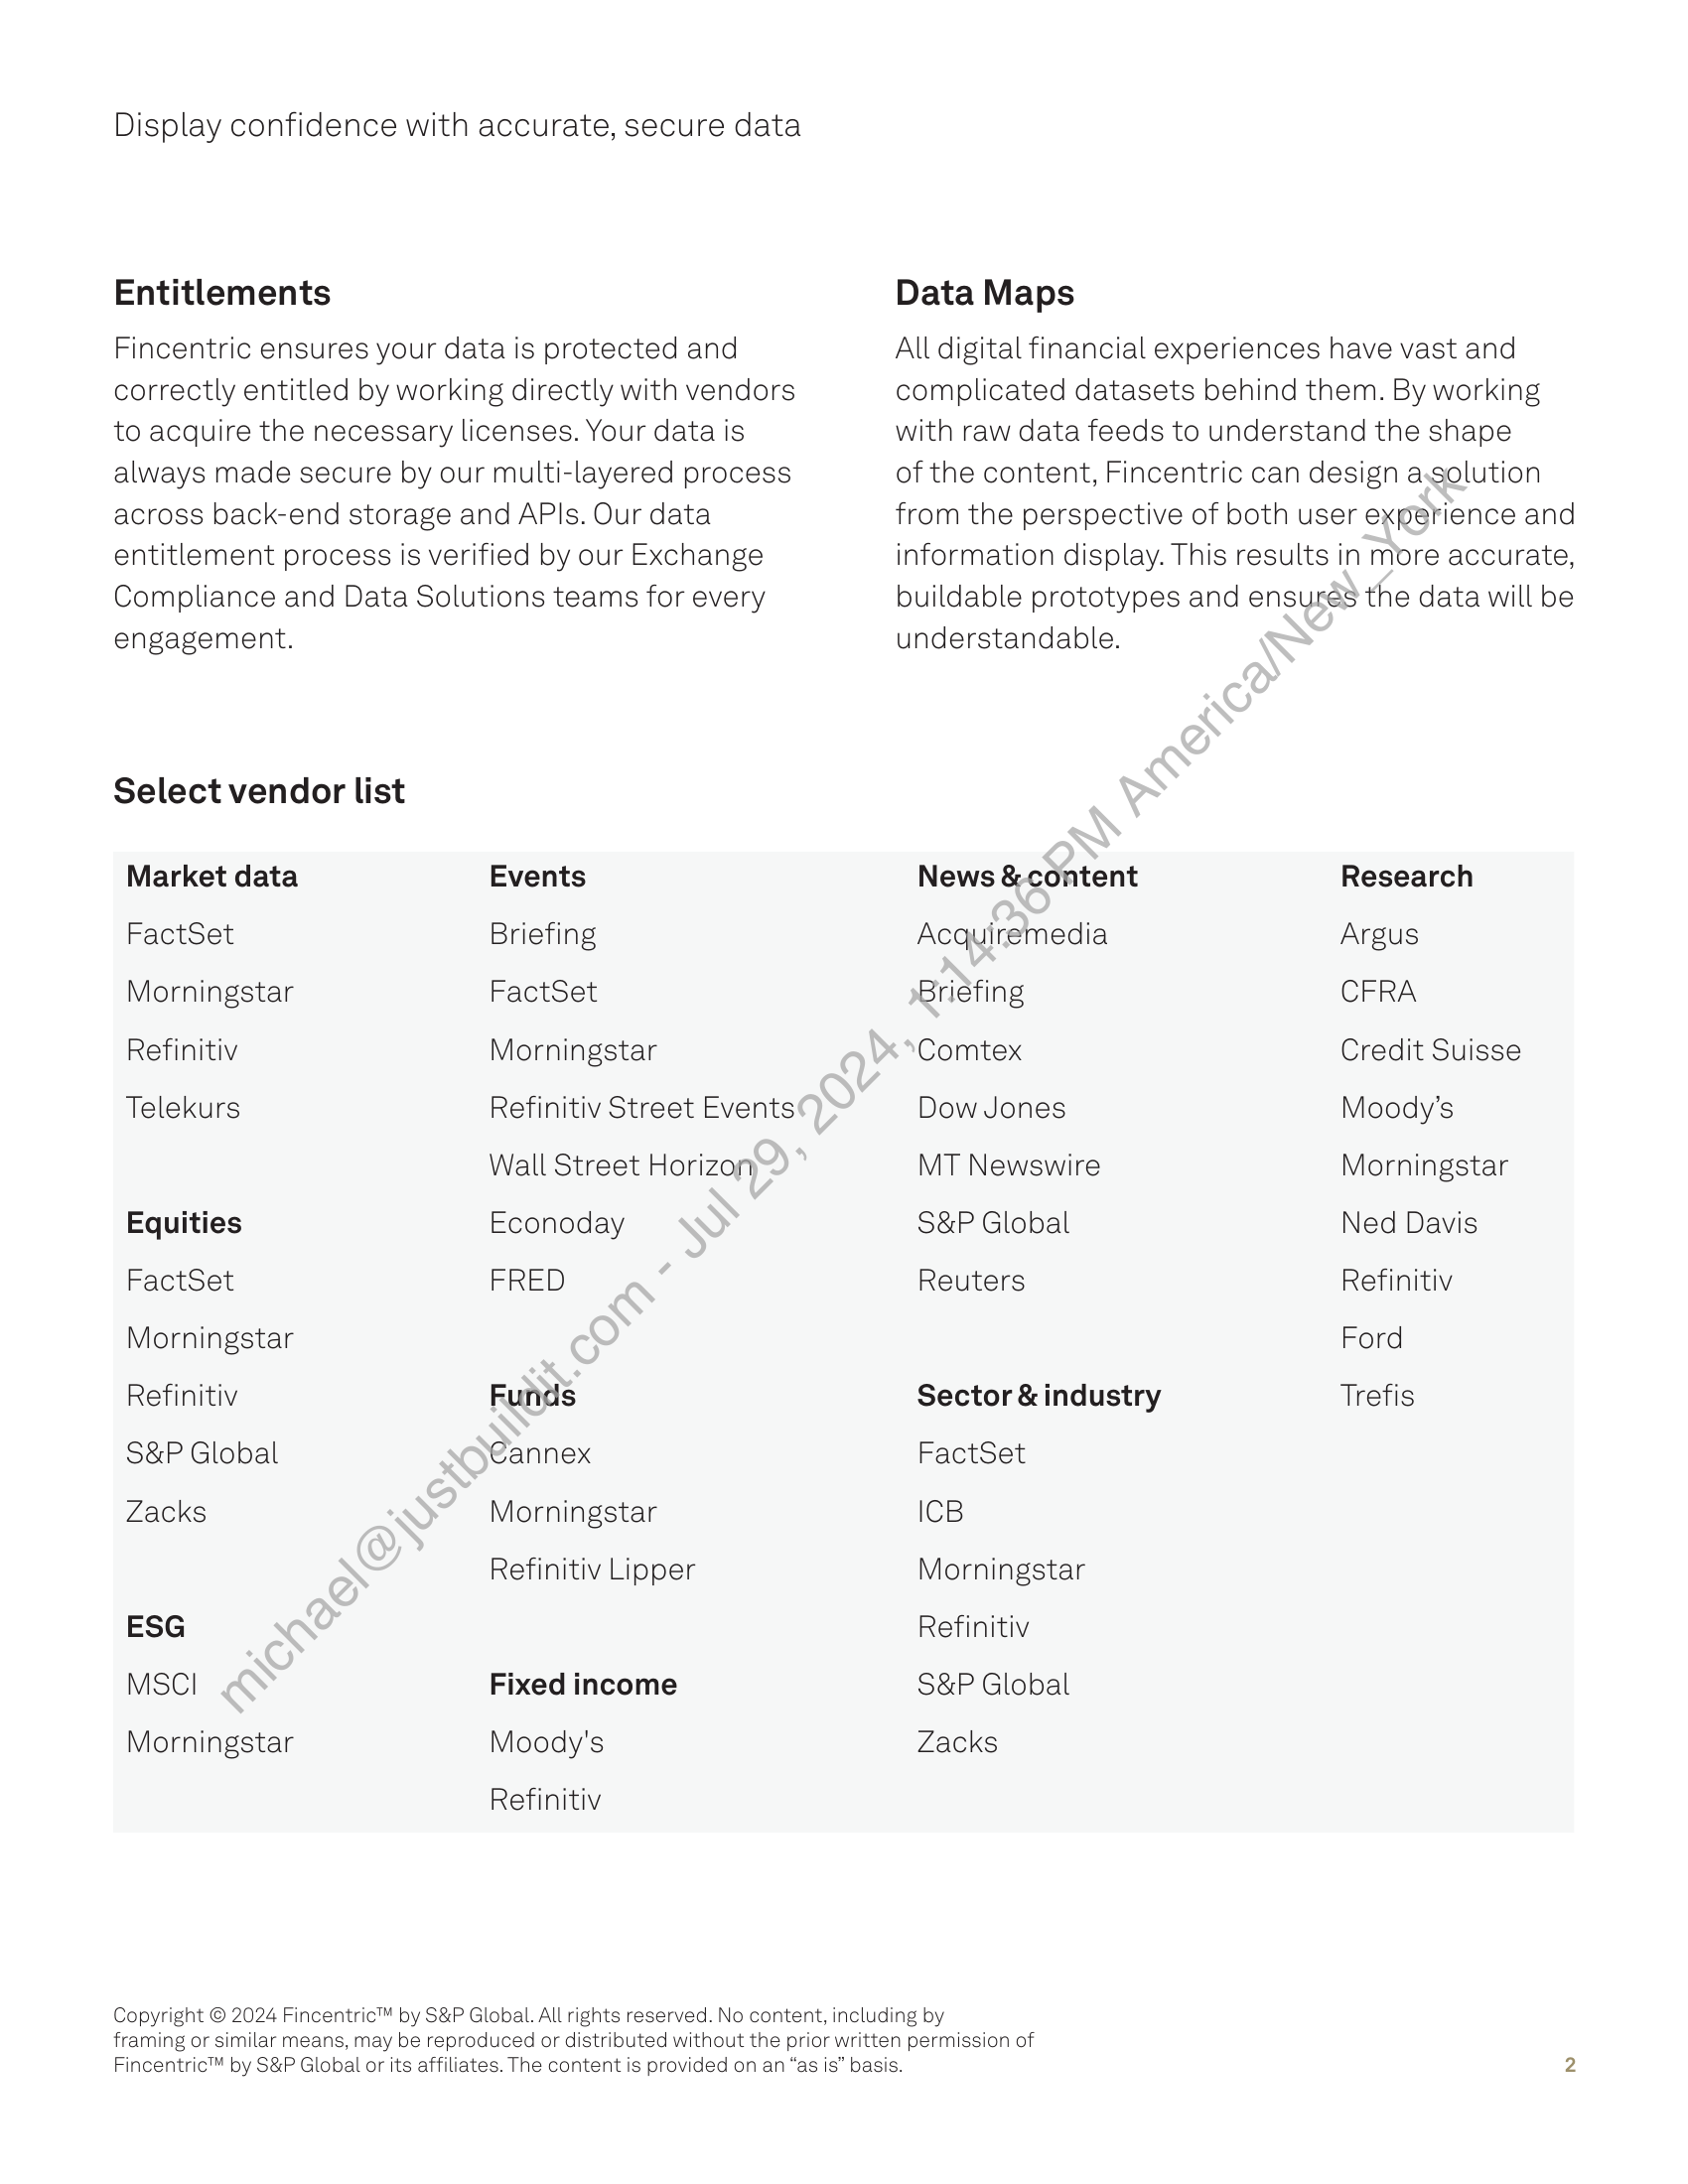 Display confidence with accurate, secure data
Entitlements
Fincentric ensures your data is protected and
correctly entitled by working directly with vendors
to acquire the necessary licenses. Your data is
always made secure by our multi-layered process
across back-end storage and APIs. Our data
entitlement process is verified by our Exchange
Compliance and Data Solutions teams for every
engagement.
Data Maps
All digital financial experiences have vast and
complicated datasets behind them. By working
with raw data feeds to understand the shape
of the content, Fincentric can design a solution
from the perspective of both user experience and
information display. This results in more accurate,
buildable prototypes and ensures the data will be
understandable.
Select vendor list
Market data
FactSet
Morningstar
Refinitiv
Telekurs
Equities
FactSet
Morningstar
Refinitiv
S&P Global
Zacks
ESG
MSCI
Morningstar
Events
Briefing
FactSet
Morningstar
Refinitiv Street Events
Wall Street Horizon
Econoday
FRED
Funds
Cannex
Morningstar
Refinitiv Lipper
Fixed income
Moody's
Refinitiv
News & content
Acquiremedia
Briefing
Comtex
Dow Jones
MT Newswire
S&P Global
Reuters
Sector & industry
FactSet
ICB
Morningstar
Refinitiv
S&P Global
Zacks
Research
Argus
CFRA
Credit Suisse
Moody’s
Morningstar
Ned Davis
Refinitiv
Ford
Trefis
michael@justbuildit.com - Jul 29, 2024, 1:14:36 PM America/New_York
Copyright © 2024 Fincentric™ by S&P Global. All rights reserved. No content, including by
framing or similar means, may be reproduced or distributed without the prior written permission of
Fincentric™ by S&P Global or its affiliates. The content is provided on an “as is” basis.
2